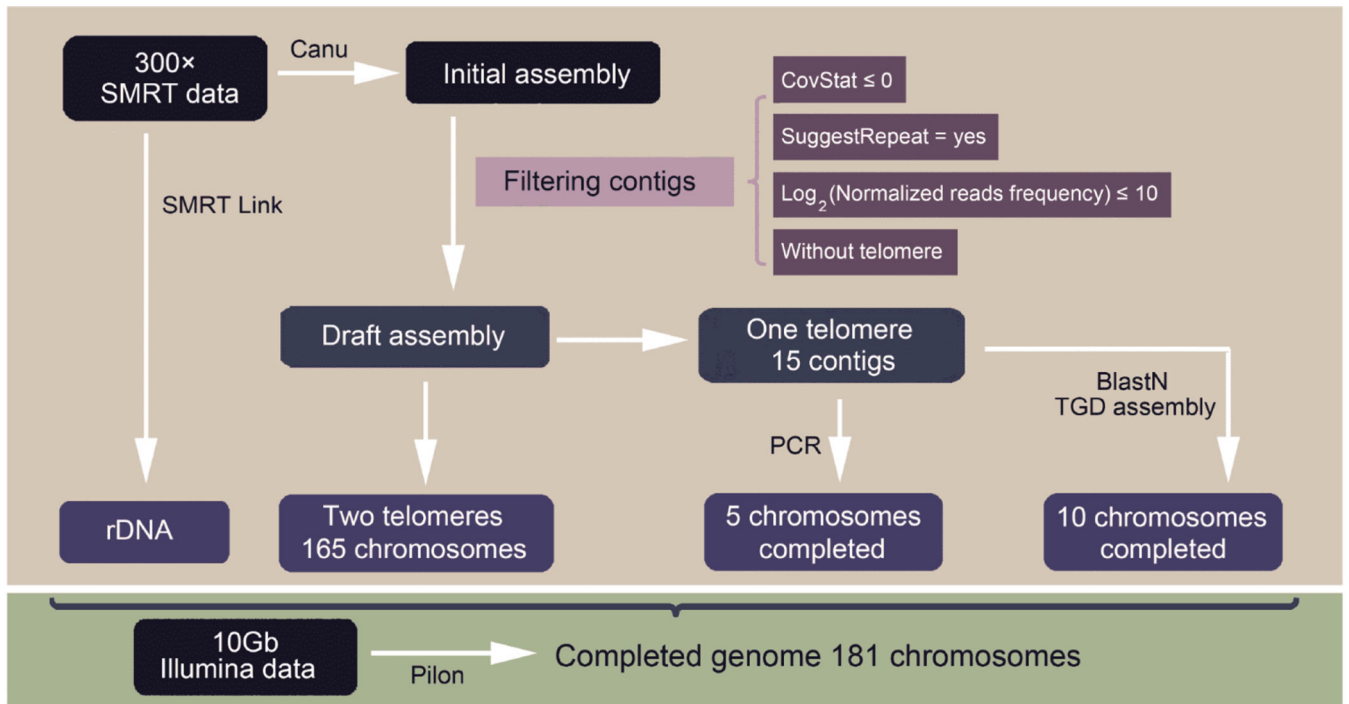 300×
SMRT data
Canu
Initial assembly
CovStat ≤ 0
SuggestRepeat = yes
Filtering contigs
Log₂(Normalized reads frequency) ≤ 10
Without telomere
SMRT Link
Draft assembly
One telomere
15 contigs
BlastN
TGD assembly
PCR
rDNA
Two telomeres
165 chromosomes
5 chromosomes
completed
10 chromosomes
completed
10Gb
Illumina data
Pilon
Completed genome 181 chromosomes